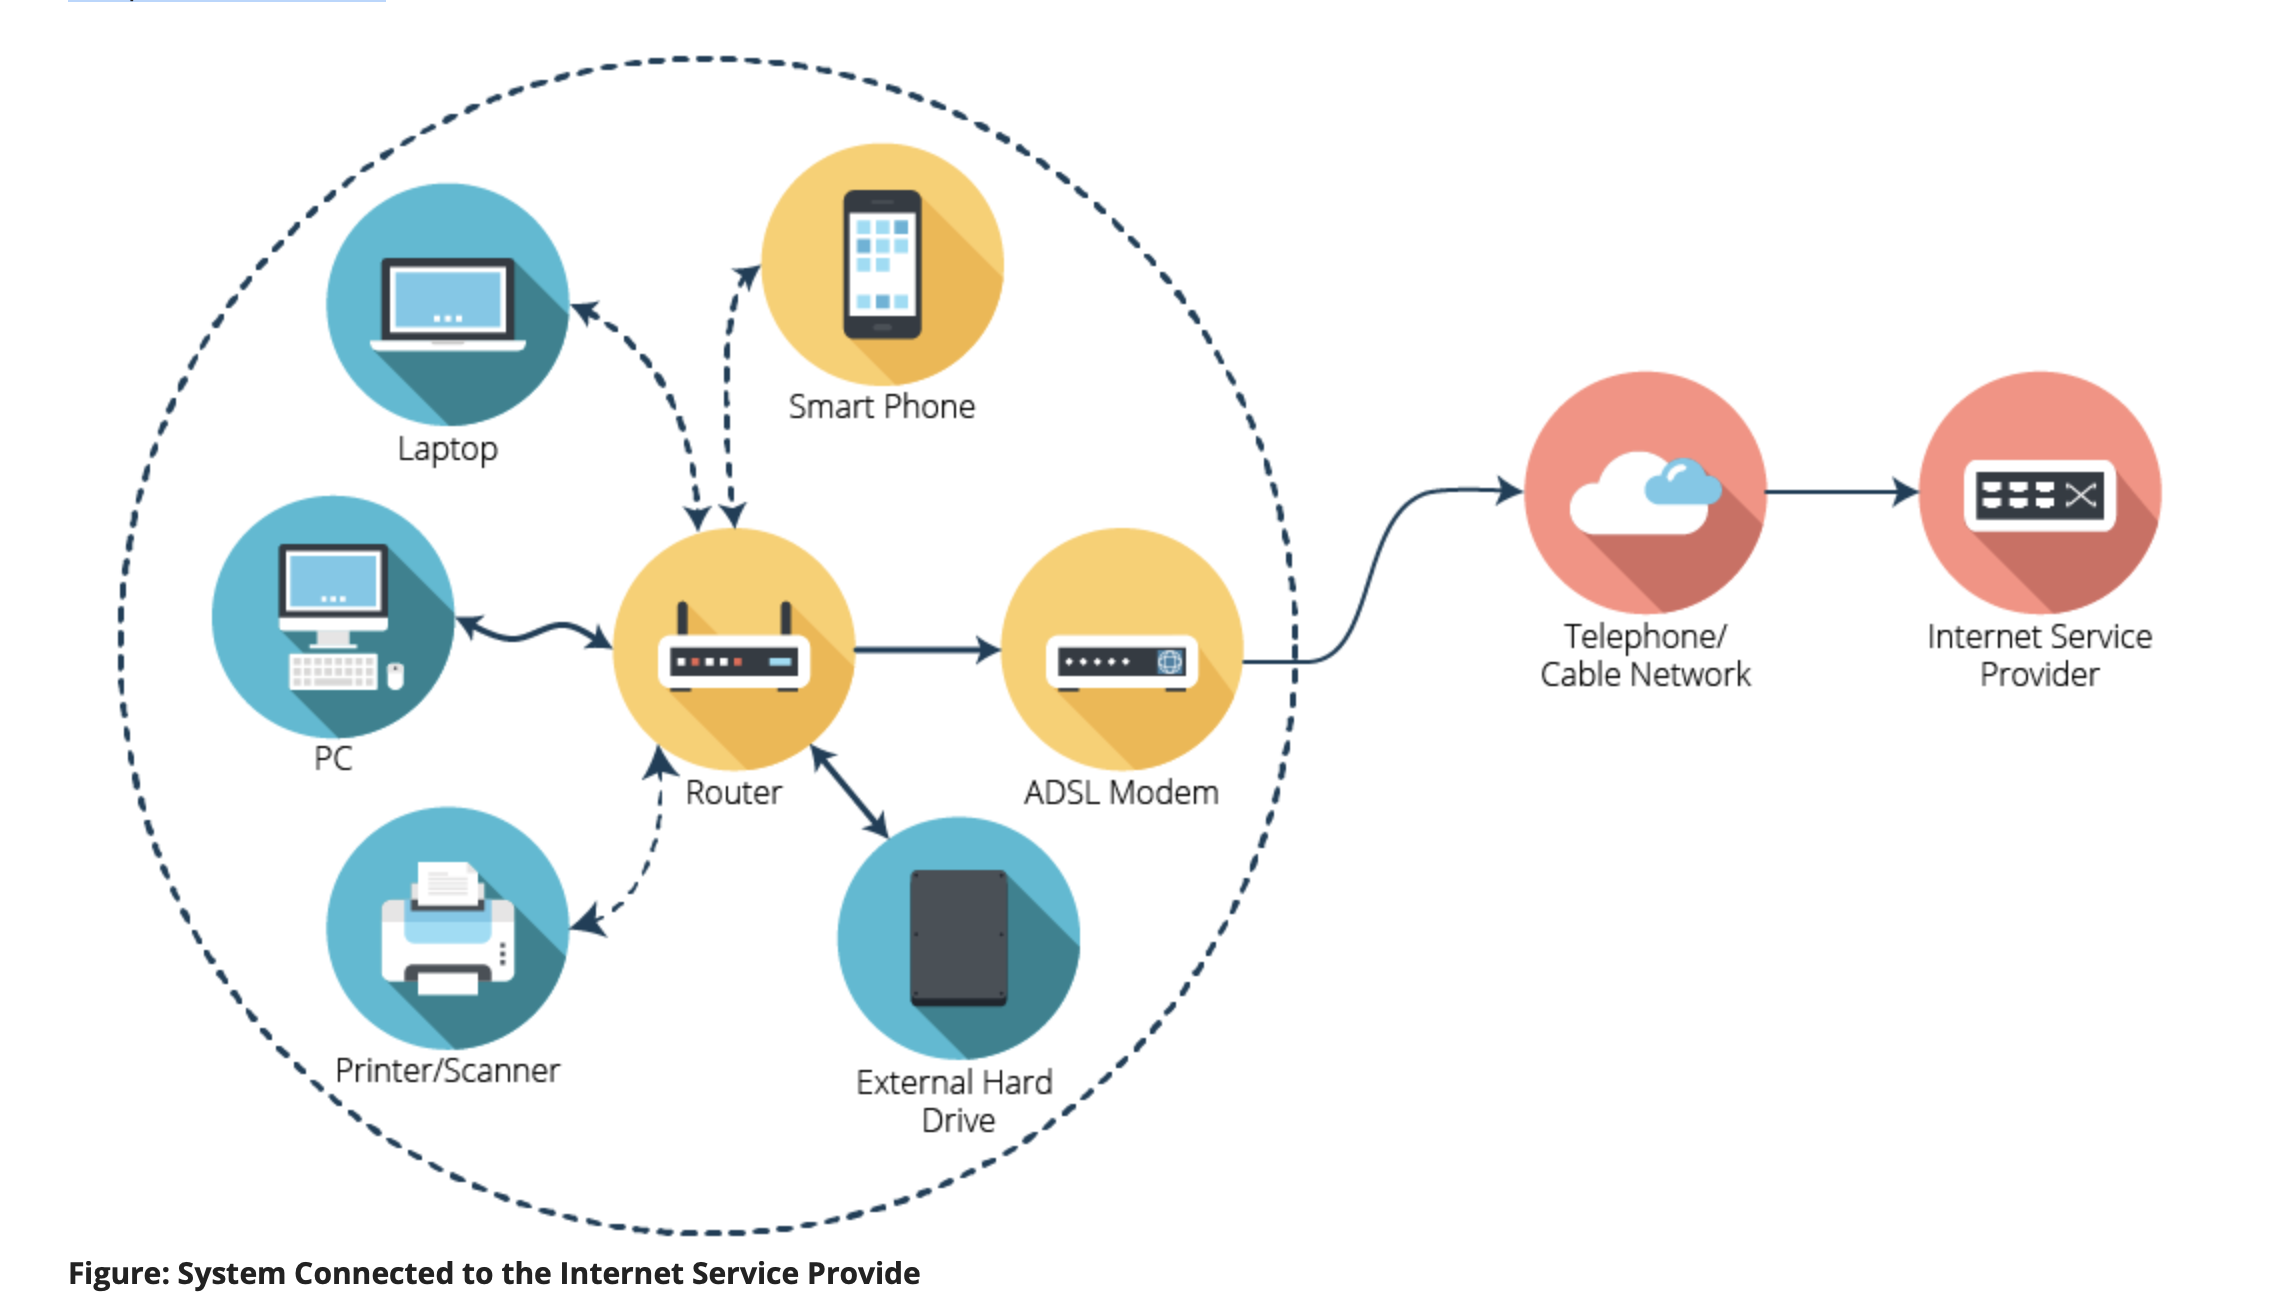 Smart Phone
Laptop
Telephone/
Cable Network
Internet Service
Provider
PC
Router
ADSL Modem
Printer/Scanner
External Hard
Drive
Figure: System Connected to the Internet Service Provide